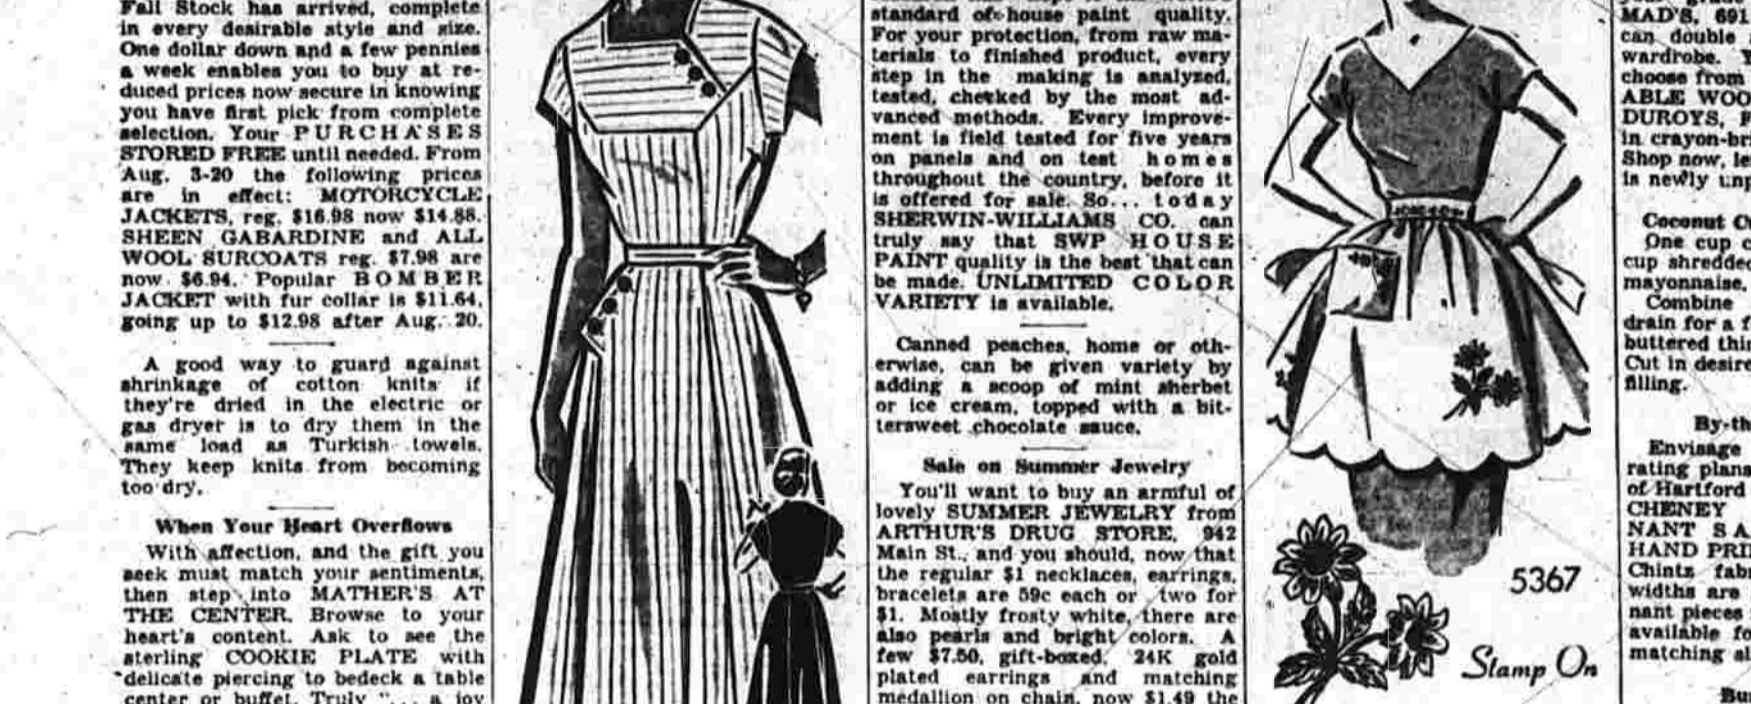 Fall Stock has arrived, complete
in every desirable style and size.
One dollar down and a few pennies
a week enables you to buy at re-
duced prices now secure in knowing
you have first pick from complete
selection. Your PURCHASES
STORED FREE until needed. From
Aug. 3-20 the following prices
are in effect: MOTORCYCLE
JACKETS, reg. $16.98 now $14.88.
SHEEN GABARDINE and ALL
WOOL SURCOATS reg. $7.98 are
now $6.94. Popular BOMBER
JACKET with fur collar is $11.64,
going up to $12.98 after Aug. 20.
A good way to guard against
shrinkage of cotton knits if
they're dried in the electric or
gas dryer is to dry them in the
same load as Turkish towels.
They keep knits from becoming
too dry.
When Your Heart Overflows
With affection, and the gift you
seek must match your sentiments,
then step into MATHER'S AT
THE CENTER. Browse to your
heart's content. Ask to see the
sterling COOKIE PLATE with
delicate piercing to bedeck a table
center or buffet. Truly "... a joy
standard of house paint quality.
For your protection, from raw ma-
terials to finished product, every
step in the making is analyzed,
tested, checked by the most ad-
vanced methods. Every improve-
ment is field tested for five years
on panels and on test homes
throughout the country, before it
is offered for sale. So... today
SHERWIN-WILLIAMS CO. can
truly say that SWP HOUSE
PAINT quality is the best that can
be made. UNLIMITED COLOR
VARIETY is available.
Canned peaches, home or oth-
erwise, can be given variety by
adding a scoop of mint sherbet
or ice cream, topped with a bit-
tersweet chocolate sauce.
Sale on Summer Jewelry
You'll want to buy an armful of
lovely SUMMER JEWELRY from
ARTHUR'S DRUG STORE, 942
Main St., and you should, now that
the regular $1 necklaces, earrings,
bracelets are 59c each or two for
$1. Mostly frosty white, there are
also pearls and bright colors. A
few $7.50, gift-boxed, 24K gold
plated earrings and matching
medallion on chain, now $1.49 the
5367
Stamp On
MAD'S, 691
can double
wardrobe.
choose from
ABLE WOO
DUROYS, F
in crayon-br
Shop now, le
is newly unp
Coconut C
One cup c
cup shredded
mayonnaise,
Combine
drain for a f
buttered thin
Cut in desire
filling.
By-th
Envisage
rating plans
of Hartford
CHENEY
NANT SA
HAND PRI
Chintz fab
widths are
nant pieces
available fo
matching al
Bu